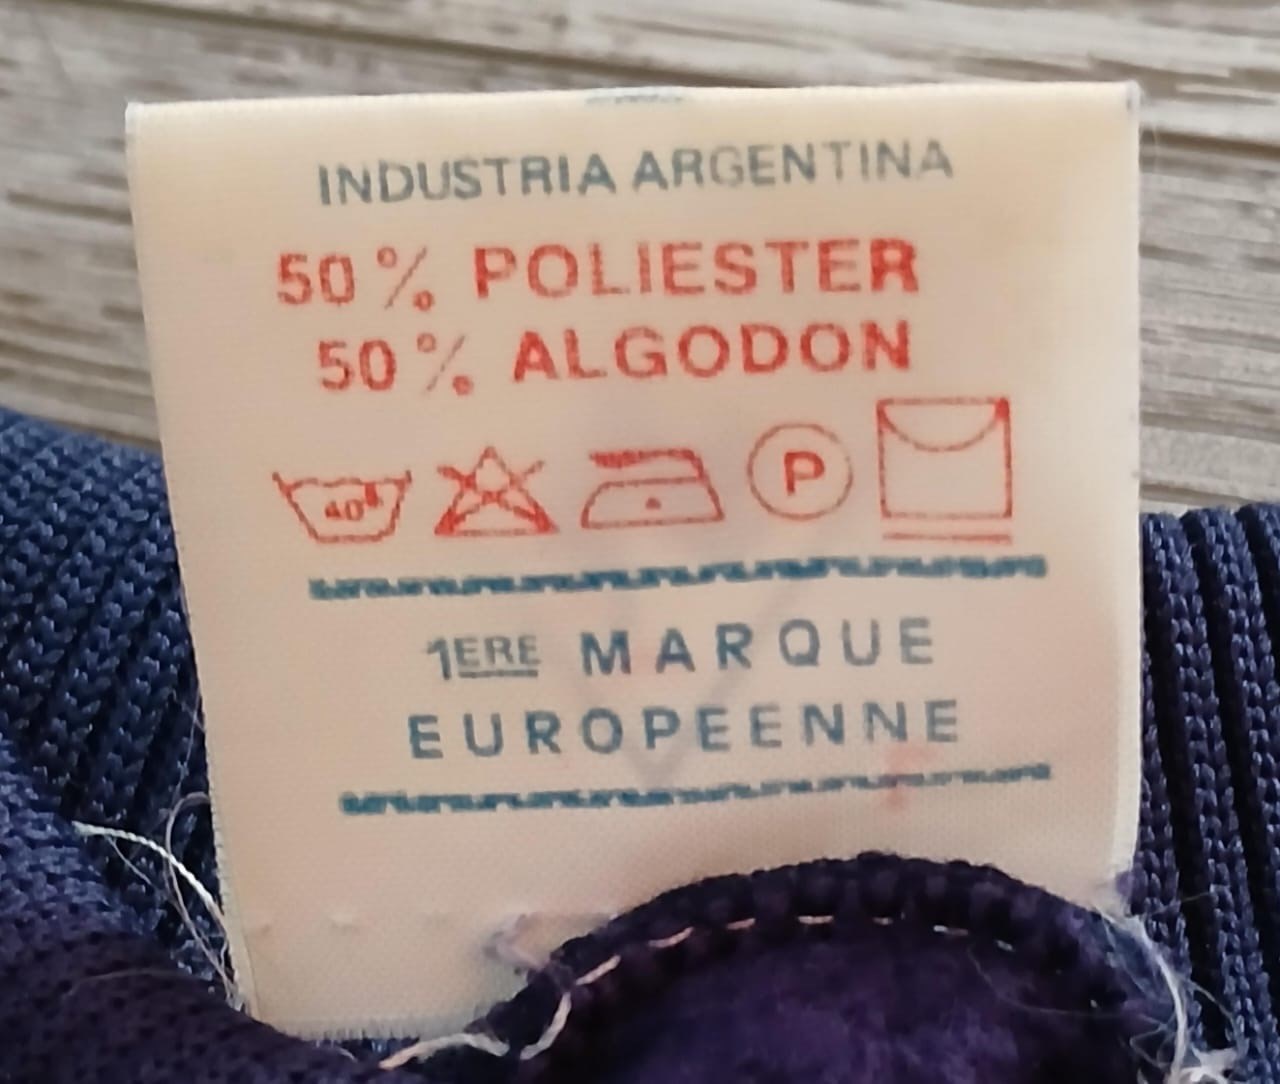 INDUSTRIA ARGENTINA
50% POLIESTER
50% ALGODON
40° P
1ERE MARQUE
EUROPEENNE